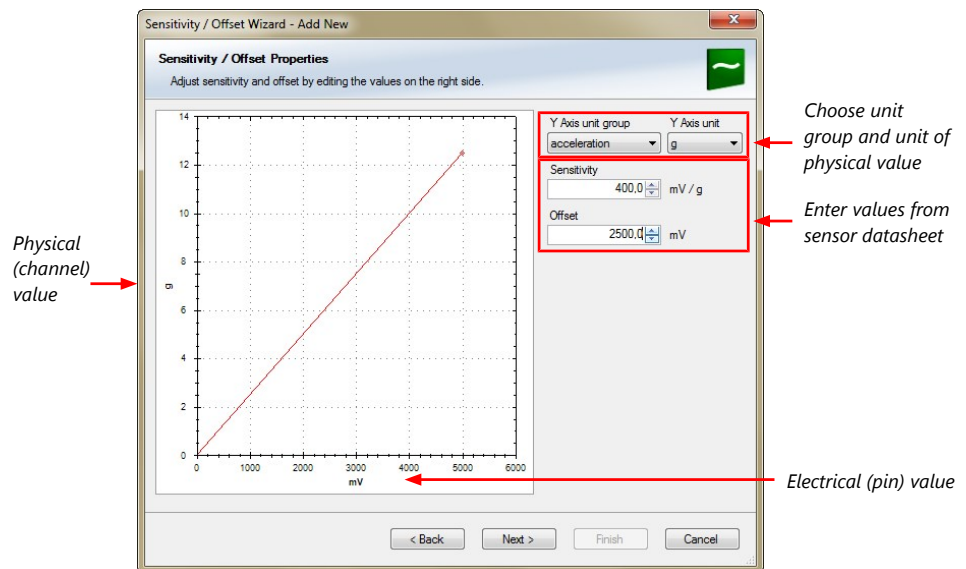 Sensitivity / Offset Wizard - Add New
Sensitivity / Offset Properties
Adjust sensitivity and offset by editing the values on the right side.
14
12
10
8
6
4
2
0
g
0 1000 2000 3000 4000 5000 6000
mV
Y Axis unit group Y Axis unit
acceleration g
Sensitivity
400,0 mV / g
Offset
2500,0 mV
< Back Next > Finish Cancel
Physical
(channel)
value
Choose unit
group and unit of
physical value
Enter values from
sensor datasheet
Electrical (pin) value